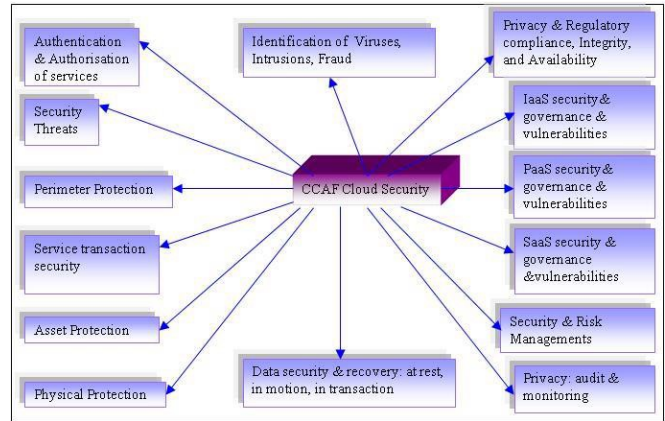 Authentication
& Authorisation
of services
Identification of Viruses,
Intrusions, Fraud
Privacy & Regulatory
compliance, Integrity,
and Availability
Security
Threats
IaaS security &
governance &
vulnerabilities
Perimeter Protection
CCAF Cloud Security
PaaS security &
governance &
vulnerabilities
Service transaction
security
SaaS security &
governance
&vulnerabilities
Asset Protection
Security & Risk
Managements
Physical Protection
Data security & recovery: at rest,
in motion, in transaction
Privacy: audit &
monitoring